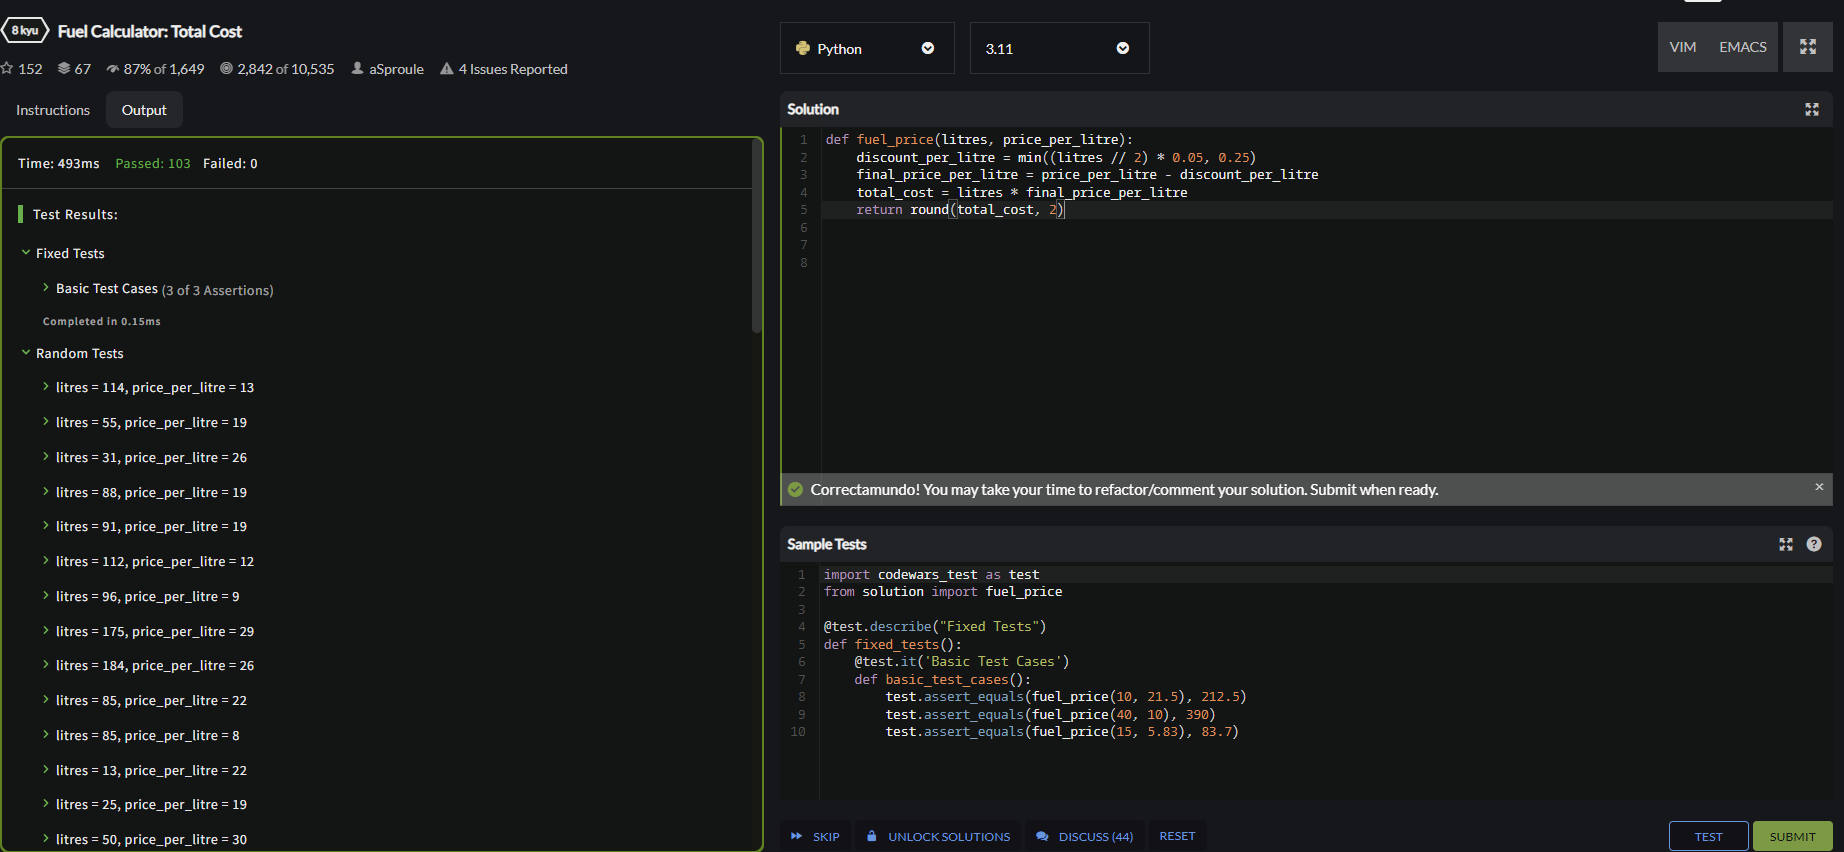 8 kyu
Fuel Calculator: Total Cost
152 67 87% of 1,649 2,842 of 10,535 aSproule 4 Issues Reported
Instructions Output
Time: 493ms Passed: 103 Failed: 0
Test Results:
Fixed Tests
Basic Test Cases (3 of 3 Assertions)
Completed in 0.15ms
Random Tests
litres = 114, price_per_litre = 13
litres = 55, price_per_litre = 19
litres = 31, price_per_litre = 26
litres = 88, price_per_litre = 19
litres = 91, price_per_litre = 19
litres = 112, price_per_litre = 12
litres = 96, price_per_litre = 9
litres = 175, price_per_litre = 29
litres = 184, price_per_litre = 26
litres = 85, price_per_litre = 22
litres = 85, price_per_litre = 8
litres = 13, price_per_litre = 22
litres = 25, price_per_litre = 19
litres = 50, price_per_litre = 30
Python 3.11 VIM EMACS
Solution
1 def fuel_price(litres, price_per_litre):
2     discount_per_litre = min((litres // 2) * 0.05, 0.25)
3     final_price_per_litre = price_per_litre - discount_per_litre
4     total_cost = litres * final_price_per_litre
5     return round(total_cost, 2)
6
7
8
Correctamundo! You may take your time to refactor/comment your solution. Submit when ready. ×
Sample Tests ?
1 import codewars_test as test
2 from solution import fuel_price
3
4 @test.describe("Fixed Tests")
5 def fixed_tests():
6     @test.it('Basic Test Cases')
7     def basic_test_cases():
8         test.assert_equals(fuel_price(10, 21.5), 212.5)
9         test.assert_equals(fuel_price(40, 10), 390)
10         test.assert_equals(fuel_price(15, 5.83), 83.7)
SKIP UNLOCK SOLUTIONS DISCUSS (44) RESET TEST SUBMIT